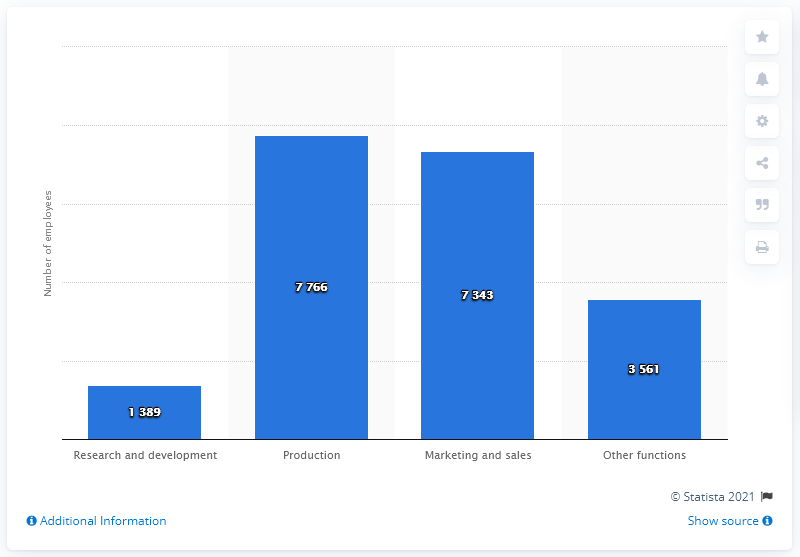 Number of employees
7 766
7 343
3 561
1 389
Research and development
Production
Marketing and sales
Other functions
© Statista 2021
Additional Information
Show source